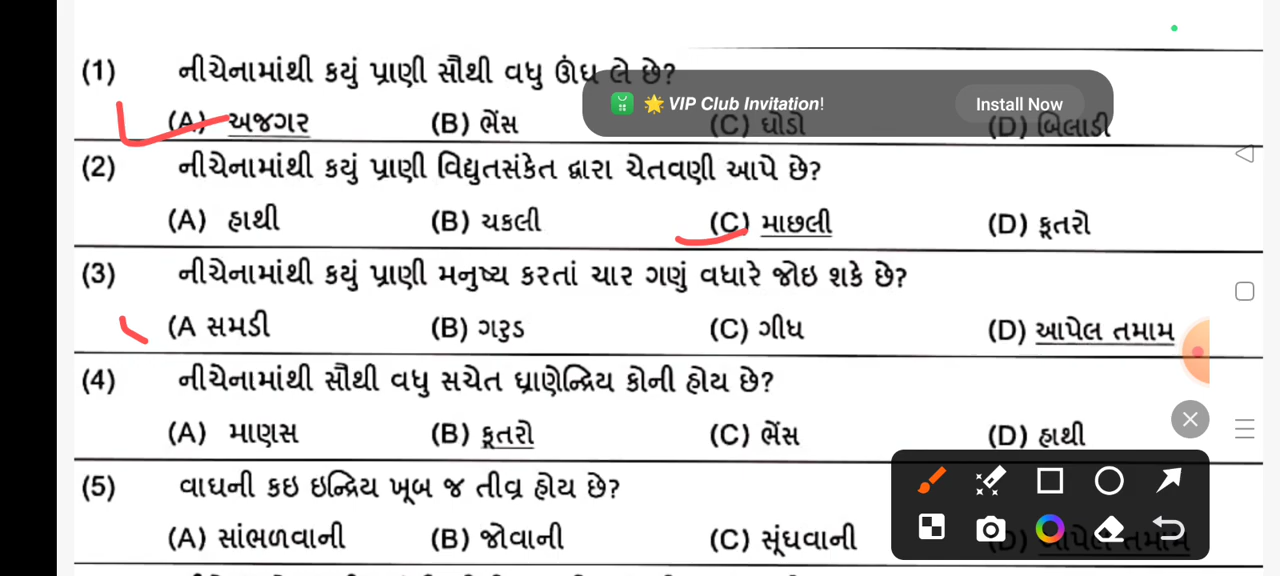 (1) નીચેનામાંથી કયું પ્રાણી સૌથી વધુ ઊંઘ લે છે?
🌟 VIP Club Invitation! Install Now
(A) અજગર (B) ભેંસ (C) ઘોડો (D) બિલાડી
(2) નીચેનામાંથી કયું પ્રાણી વિદ્યુતસંકેત દ્વારા ચેતવણી આપે છે?
(A) હાથી (B) ચકલી (C) માછલી (D) કૂતરો
(3) નીચેનામાંથી કયું પ્રાણી મનુષ્ય કરતાં ચાર ગણું વધારે જોઇ શકે છે?
(A સમડી (B) ગરુડ (C) ગીધ (D) આપેલ તમામ
(4) નીચેનામાંથી સૌથી વધુ સચેત ઘ્રાણેન્દ્રિય કોની હોય છે?
(A) માણસ (B) કૂતરો (C) ભેંસ (D) હાથી
(5) વાઘની કઇ ઇન્દ્રિય ખૂબ જ તીવ્ર હોય છે?
(A) સાંભળવાની (B) જોવાની (C) સૂંઘવાની (D) આપેલ તમામ